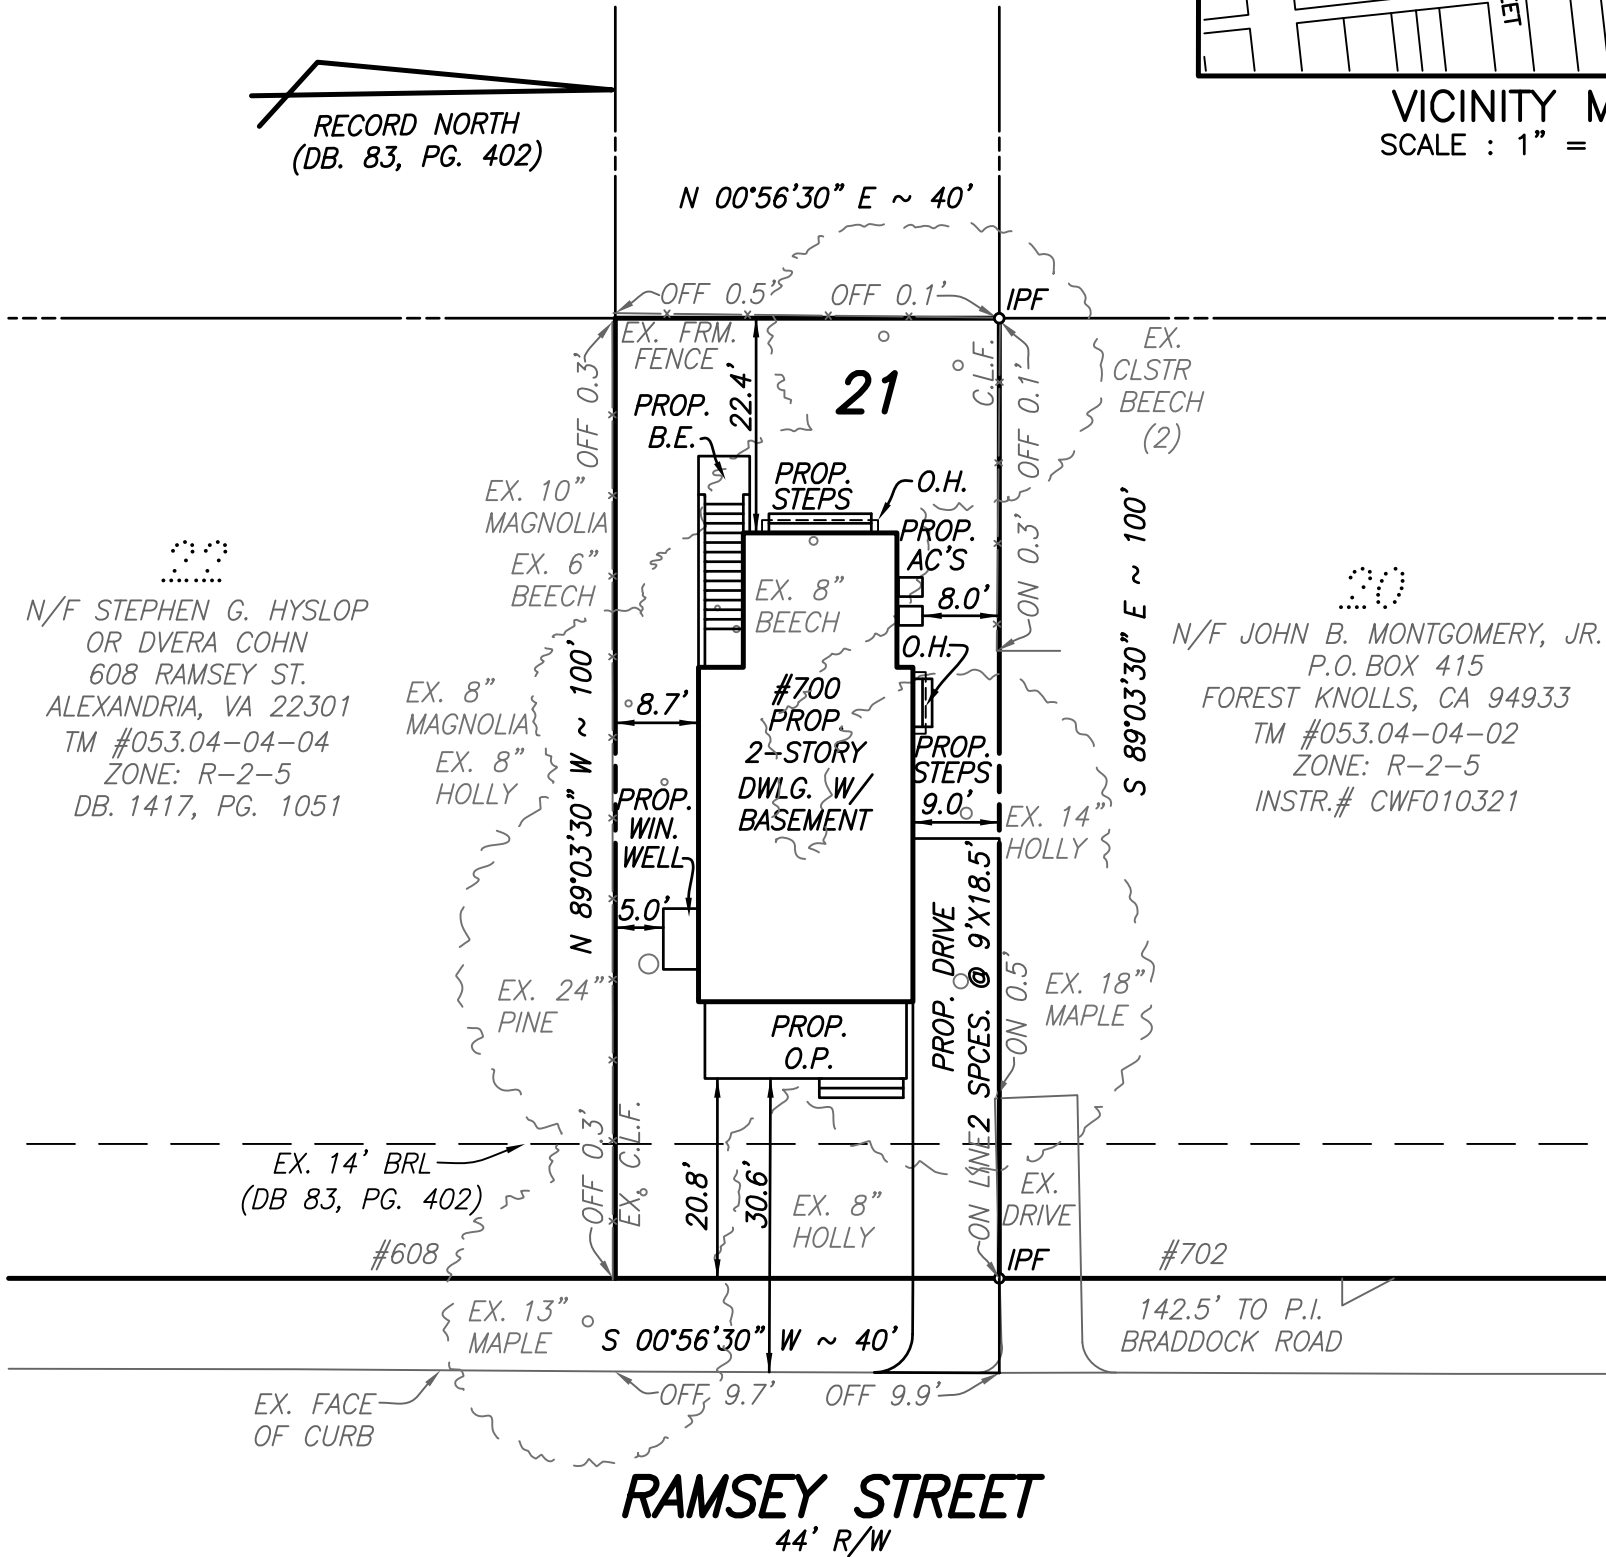 EET
VICINITY M
SCALE : 1" =
RECORD NORTH
(DB. 83, PG. 402)
N 00°56'30" E ~ 40'
OFF 0.5'
OFF 0.1'
IPF
EX. FRM.
FENCE
OFF 0.3'
PROP.
B.E.
22.4'
21
C.L.F.
OFF 0.1'
EX.
CLSTR
BEECH
(2)
EX. 10"
MAGNOLIA
PROP.
STEPS
O.H.
PROP.
AC'S
ON 0.3'
S 89°03'30" E ~ 100'
EX. 6"
BEECH
EX. 8"
BEECH
8.0'
22
N/F STEPHEN G. HYSLOP
OR DVERA COHN
608 RAMSEY ST.
ALEXANDRIA, VA 22301
TM #053.04-04-04
ZONE: R-2-5
DB. 1417, PG. 1051
20
N/F JOHN B. MONTGOMERY, JR.
P.O. BOX 415
FOREST KNOLLS, CA 94933
TM #053.04-04-02
ZONE: R-2-5
INSTR.# CWF010321
EX. 8"
MAGNOLIA
EX. 8"
HOLLY
N 89°03'30" W ~ 100'
8.7'
O.H.
#700
PROP
2-STORY
DWLG. W/
BASEMENT
PROP.
STEPS
9.0'
EX. 14"
HOLLY
PROP.
WIN.
WELL
5.0'
PROP. DRIVE
2 SPCES. @ 9'X18.5'
EX. 24"
PINE
ON 0.5'
EX. 18"
MAPLE
PROP.
O.P.
OFF 0.3'
EX. C.L.F.
ON LINE
EX. 14' BRL
(DB 83, PG. 402)
20.8'
30.6'
EX. 8"
HOLLY
EX.
DRIVE
#608
IPF
#702
EX. 13"
MAPLE
S 00°56'30" W ~ 40'
142.5' TO P.I.
BRADDOCK ROAD
OFF 9.7'
OFF 9.9'
EX. FACE
OF CURB
RAMSEY STREET
44' R/W